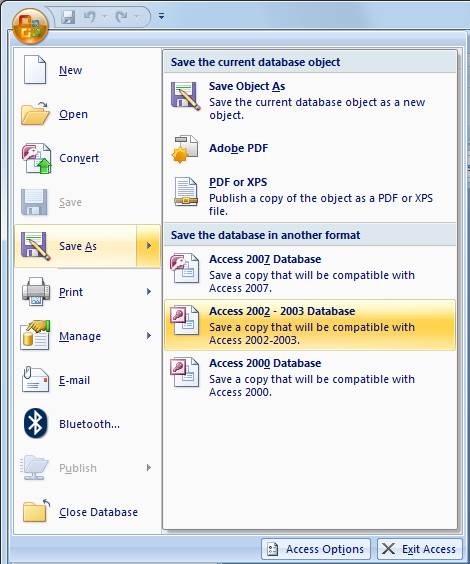 New
Open
Convert
Save
Save As
Print
Manage
E-mail
Bluetooth...
Publish
Close Database
Save the current database object
Save Object As
Save the current database object as a new
object.
Adobe PDF
PDF or XPS
Publish a copy of the object as a PDF or XPS
file.
Save the database in another format
Access 2007 Database
Save a copy that will be compatible with
Access 2007.
Access 2002 - 2003 Database
Save a copy that will be compatible with
Access 2002-2003.
Access 2000 Database
Save a copy that will be compatible with
Access 2000.
Access Options
Exit Access